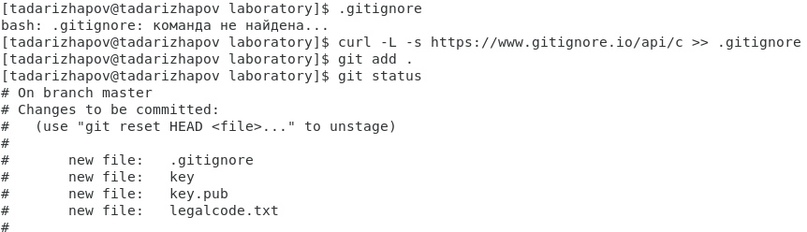 [tadarizhapov@tadarizhapov laboratory]$ .gitignore
bash: .gitignore: команда не найдена...
[tadarizhapov@tadarizhapov laboratory]$ curl -L -s https://www.gitignore.io/api/c >> .gitignore
[tadarizhapov@tadarizhapov laboratory]$ git add .
[tadarizhapov@tadarizhapov laboratory]$ git status
# On branch master
# Changes to be committed:
#   (use "git reset HEAD <file>..." to unstage)
#
#       new file:   .gitignore
#       new file:   key
#       new file:   key.pub
#       new file:   legalcode.txt
#